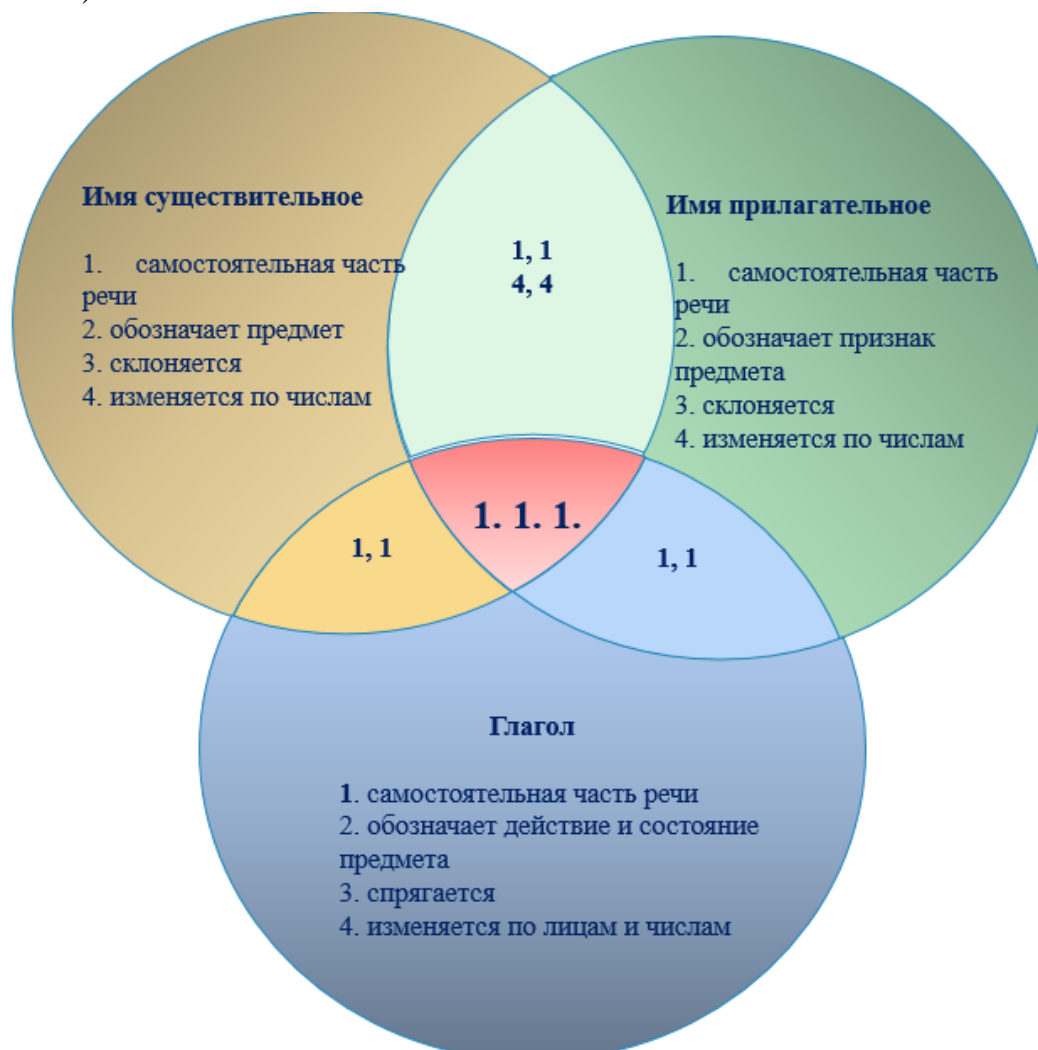 )
Имя существительное
1. самостоятельная часть
речи
2. обозначает предмет
3. склоняется
4. изменяется по числам
1, 1
4, 4
Имя прилагательное
1. самостоятельная часть
речи
2. обозначает признак
предмета
3. склоняется
4. изменяется по числам
1, 1
1. 1. 1.
1, 1
Глагол
1. самостоятельная часть речи
2. обозначает действие и состояние
предмета
3. спрягается
4. изменяется по лицам и числам